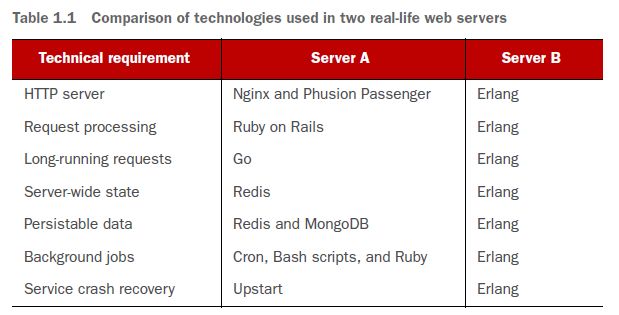 Table 1.1 Comparison of technologies used in two real-life web servers
Technical requirement Server A Server B
HTTP server Nginx and Phusion Passenger Erlang
Request processing Ruby on Rails Erlang
Long-running requests Go Erlang
Server-wide state Redis Erlang
Persistable data Redis and MongoDB Erlang
Background jobs Cron, Bash scripts, and Ruby Erlang
Service crash recovery Upstart Erlang